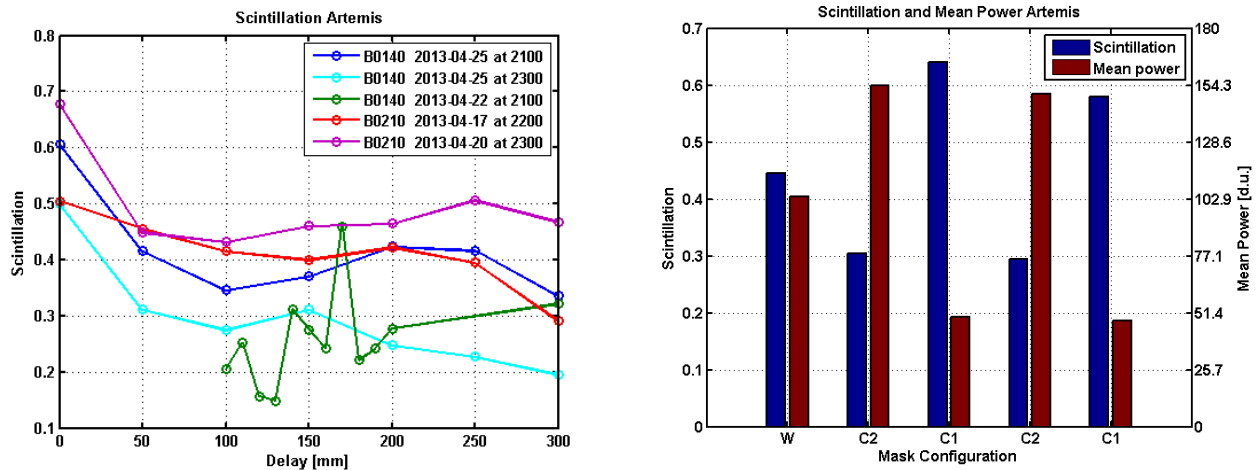 Scintillation Artemis
0.8
0.7
0.6
0.5
0.4
0.3
0.2
0.1
Scintillation
B0140 2013-04-25 at 2100
B0140 2013-04-25 at 2300
B0140 2013-04-22 at 2100
B0210 2013-04-17 at 2200
B0210 2013-04-20 at 2300
0 50 100 150 200 250 300
Delay [mm]
Scintillation and Mean Power Artemis
0.7
0.6
0.5
0.4
0.3
0.2
0.1
0
Scintillation
Scintillation
Mean power
180
154.3
128.6
102.9
77.1
51.4
25.7
0
Mean Power [d.u.]
W C2 C1 C2 C1
Mask Configuration